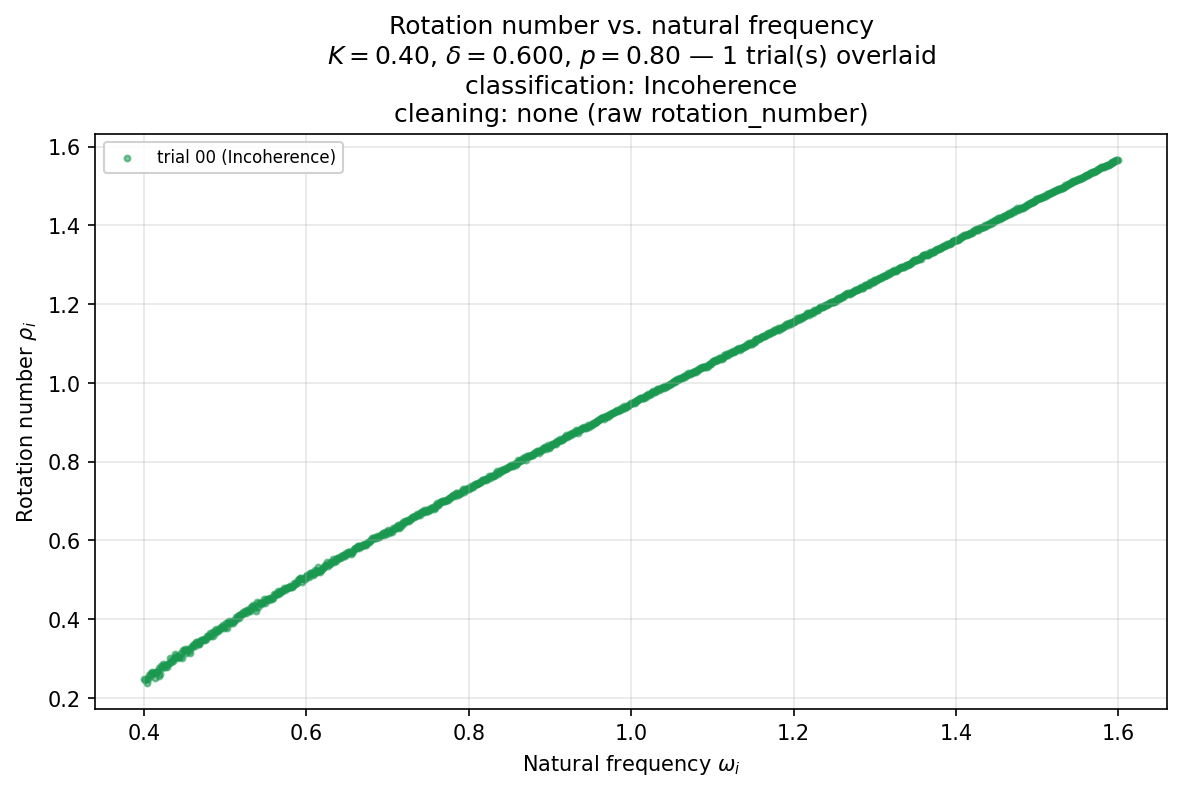 Rotation number vs. natural frequency
K = 0.40, δ = 0.600, p = 0.80 — 1 trial(s) overlaid
classification: Incoherence
cleaning: none (raw rotation_number)
trial 00 (Incoherence)
Rotation number ρᵢ
1.6
1.4
1.2
1.0
0.8
0.6
0.4
0.2
0.4 0.6 0.8 1.0 1.2 1.4 1.6
Natural frequency ωᵢ